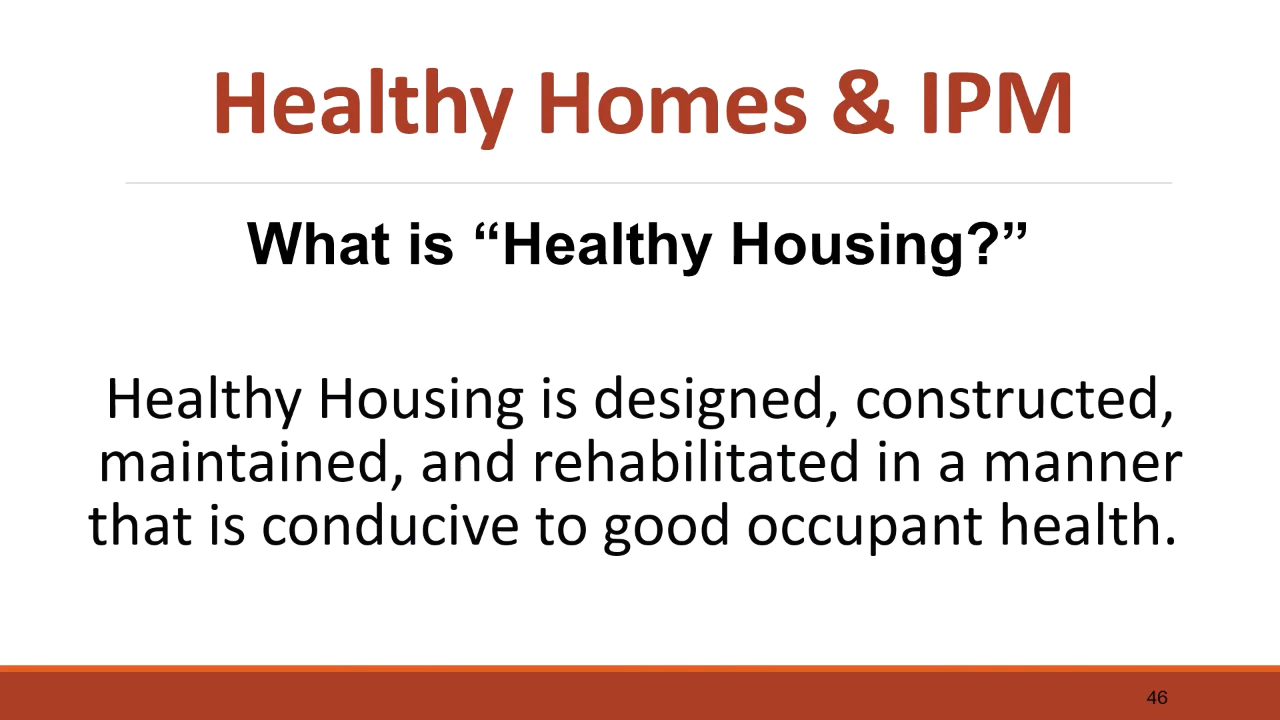 Healthy Homes & IPM
What is “Healthy Housing?”
Healthy Housing is designed, constructed,
maintained, and rehabilitated in a manner
that is conducive to good occupant health.
46